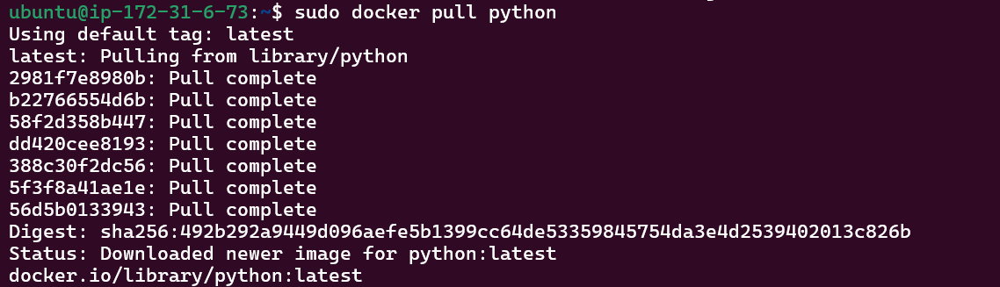 ubuntu@ip-172-31-6-73:~$ sudo docker pull python
Using default tag: latest
latest: Pulling from library/python
2981f7e8980b: Pull complete
b22766554d6b: Pull complete
58f2d358b447: Pull complete
dd420cee8193: Pull complete
388c30f2dc56: Pull complete
5f3f8a41ae1e: Pull complete
56d5b0133943: Pull complete
Digest: sha256:492b292a9449d096aefe5b1399cc64de53359845754da3e4d2539402013c826b
Status: Downloaded newer image for python:latest
docker.io/library/python:latest